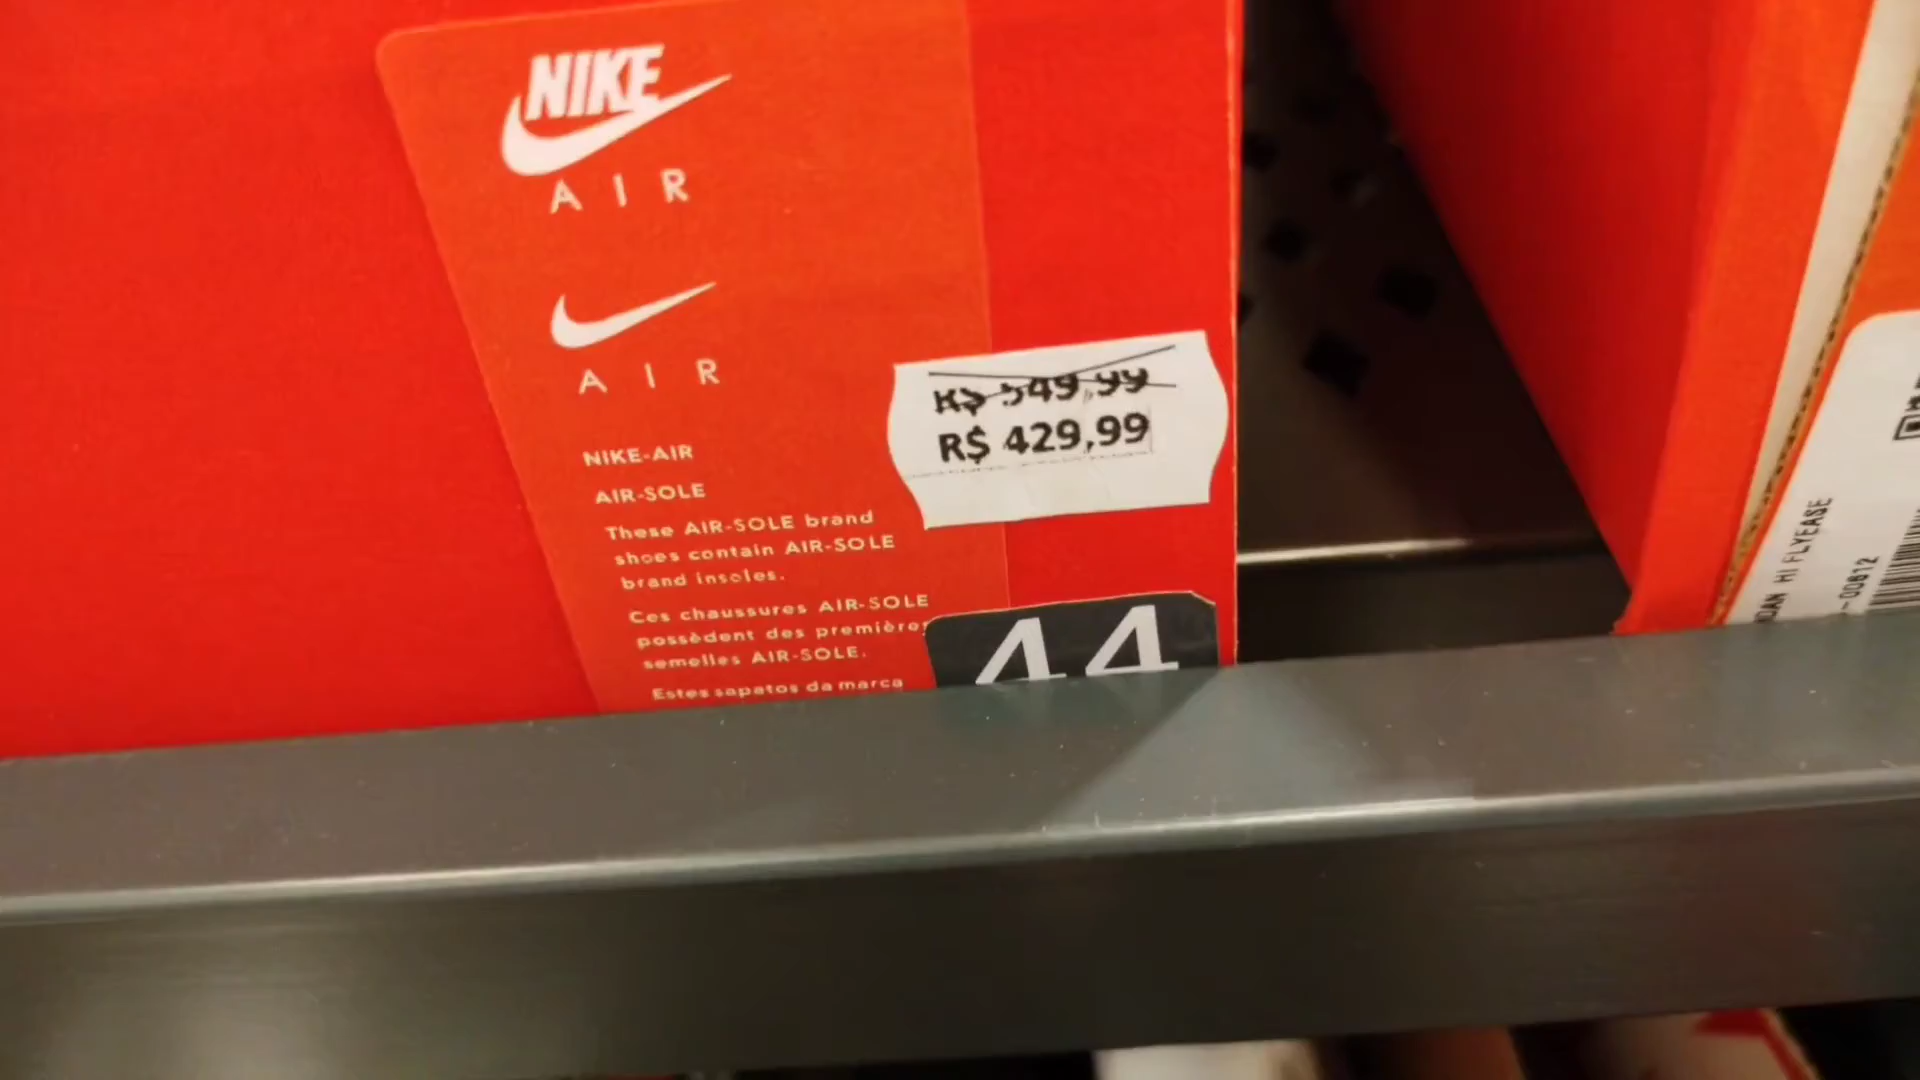 NIKE
AIR
AIR
NIKE-AIR
AIR-SOLE
These AIR-SOLE brand
shoes contain AIR-SOLE
brand insoles.
Ces chaussures AIR-SOLE
possèdent des premières
semelles AIR-SOLE.
Estes sapatos da marca
R$ 549,99
R$ 429,99
44
HI FLYEASE